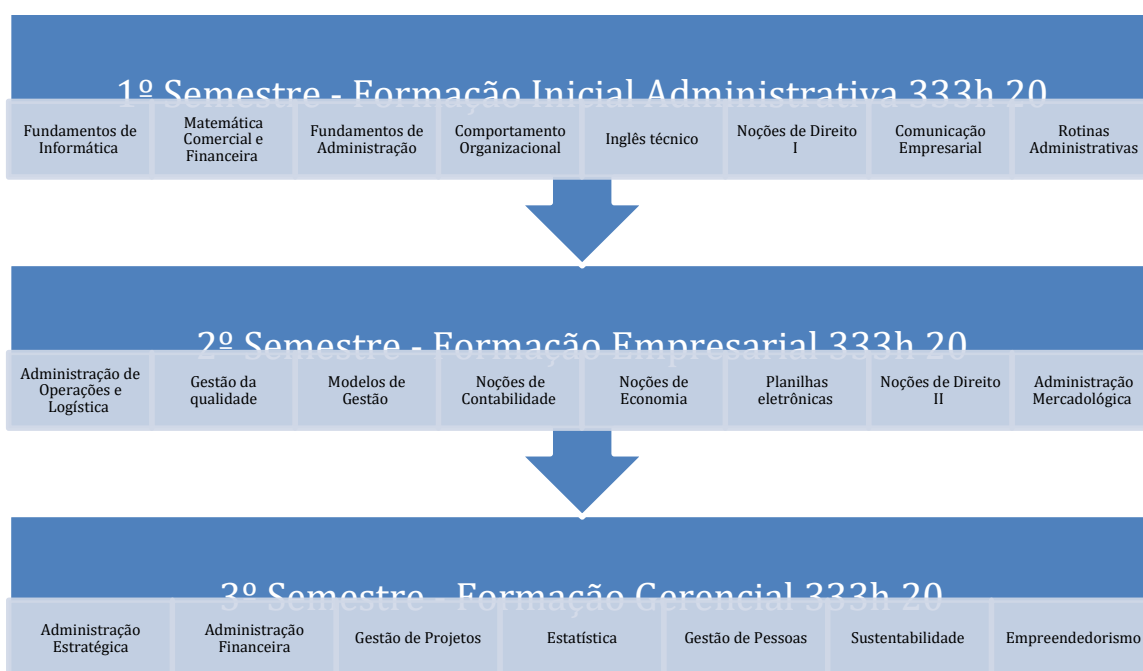 1º Semestre - Formação Inicial Administrativa 333h 20
Fundamentos de
Informática
Matemática
Comercial e
Financeira
Fundamentos de
Administração
Comportamento
Organizacional
Inglês técnico
Noções de Direito
I
Comunicação
Empresarial
Rotinas
Administrativas
2º Semestre - Formação Empresarial 333h 20
Administração de
Operações e
Logística
Gestão da
qualidade
Modelos de
Gestão
Noções de
Contabilidade
Noções de
Economia
Planilhas
eletrônicas
Noções de Direito
II
Administração
Mercadológica
3º Semestre - Formação Gerencial 333h 20
Administração
Estratégica
Administração
Financeira
Gestão de Projetos
Estatística
Gestão de Pessoas
Sustentabilidade
Empreendedorismo